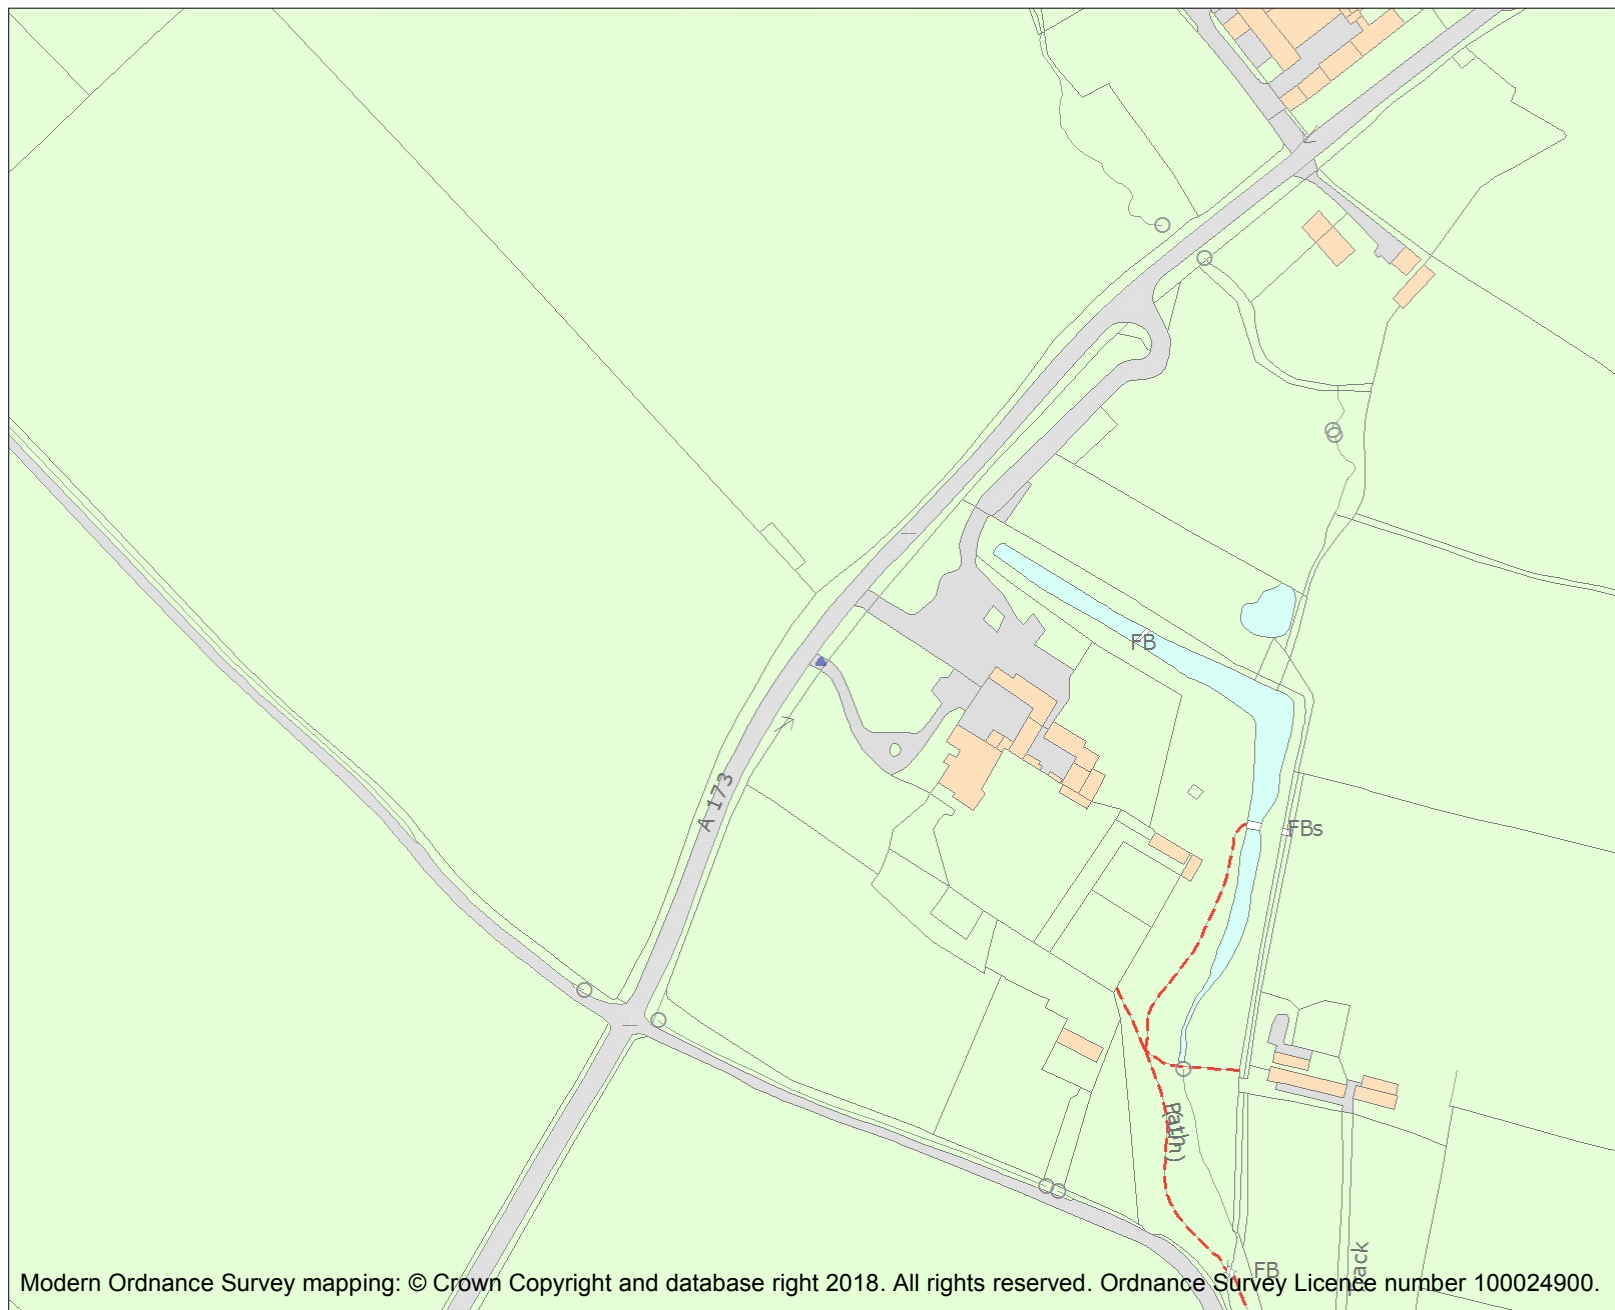 FB
A 173
FBs
(Path)
FB
Track
Modern Ordnance Survey mapping: © Crown Copyright and database right 2018. All rights reserved. Ordnance Survey Licence number 100024900.